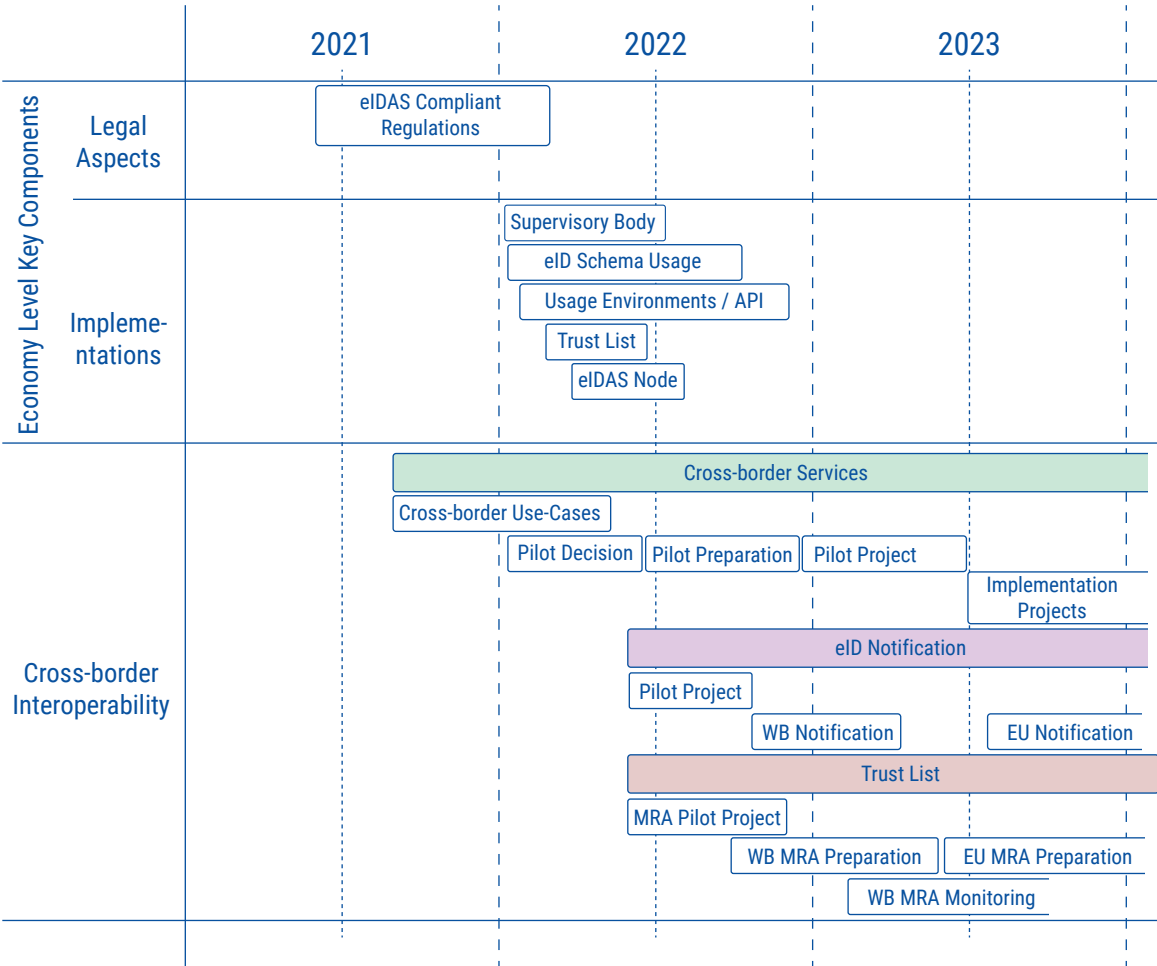 2021
2022
2023
Economy Level Key Components
Legal
Aspects
eIDAS Compliant
Regulations
Impleme-
ntations
Supervisory Body
eID Schema Usage
Usage Environments / API
Trust List
eIDAS Node
Cross-border
Interoperability
Cross-border Services
Cross-border Use-Cases
Pilot Decision
Pilot Preparation
Pilot Project
Implementation
Projects
eID Notification
Pilot Project
WB Notification
EU Notification
Trust List
MRA Pilot Project
WB MRA Preparation
EU MRA Preparation
WB MRA Monitoring